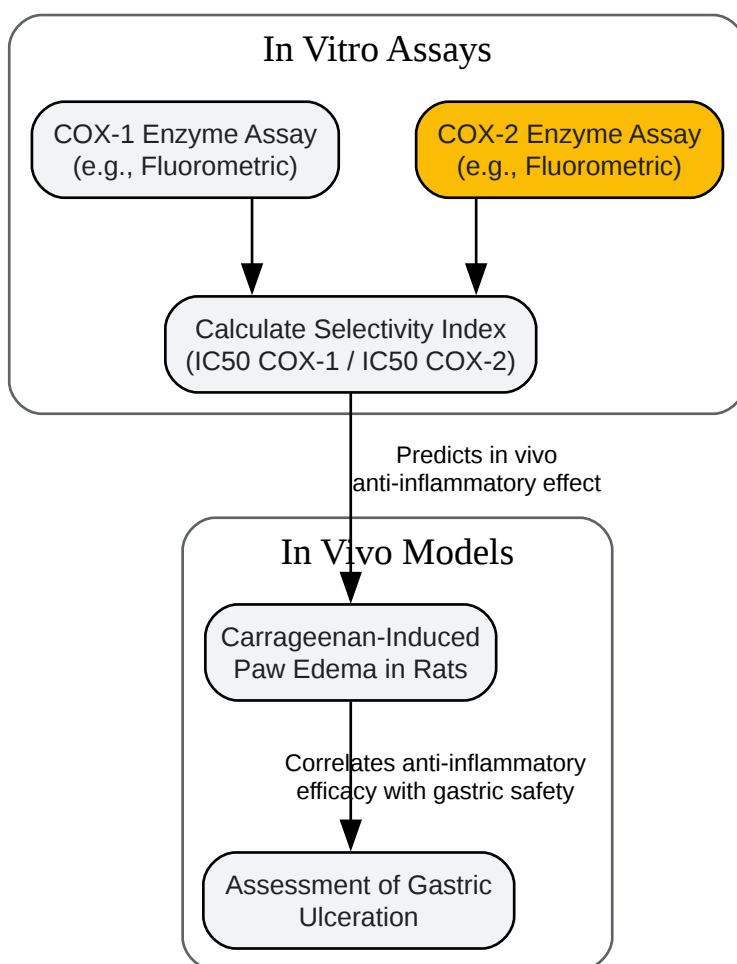 In Vitro Assays
COX-1 Enzyme Assay
(e.g., Fluorometric)
COX-2 Enzyme Assay
(e.g., Fluorometric)
Calculate Selectivity Index
(IC50 COX-1 / IC50 COX-2)
Predicts in vivo
anti-inflammatory effect
In Vivo Models
Carrageenan-Induced
Paw Edema in Rats
Correlates anti-inflammatory
efficacy with gastric safety
Assessment of Gastric
Ulceration